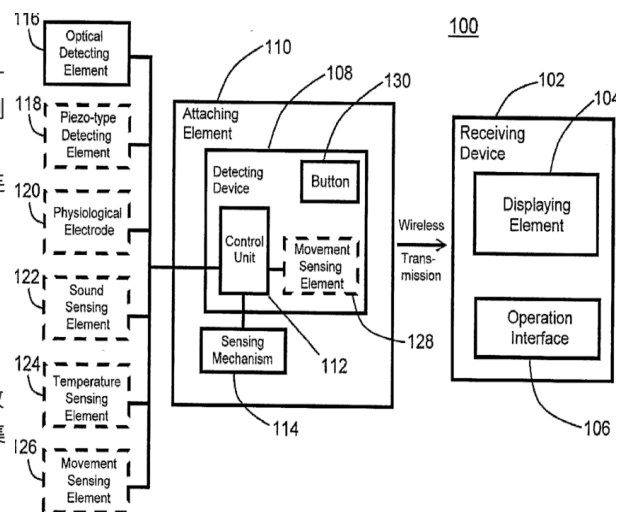 116
100
Optical
Detecting
Element
110
108
130
102
104
118
Piezo-type
Detecting
Element
Attaching
Element
Detecting
Device
Button
Receiving
Device
Displaying
Element
120
Physiological
Electrode
Control
Unit
Movement
Sensing
Element
Wireless
Trans-
mission
122
Sound
Sensing
Element
Operation
Interface
Sensing
Mechanism
112
128
124
Temperature
Sensing
Element
114
106
126
Movement
Sensing
Element